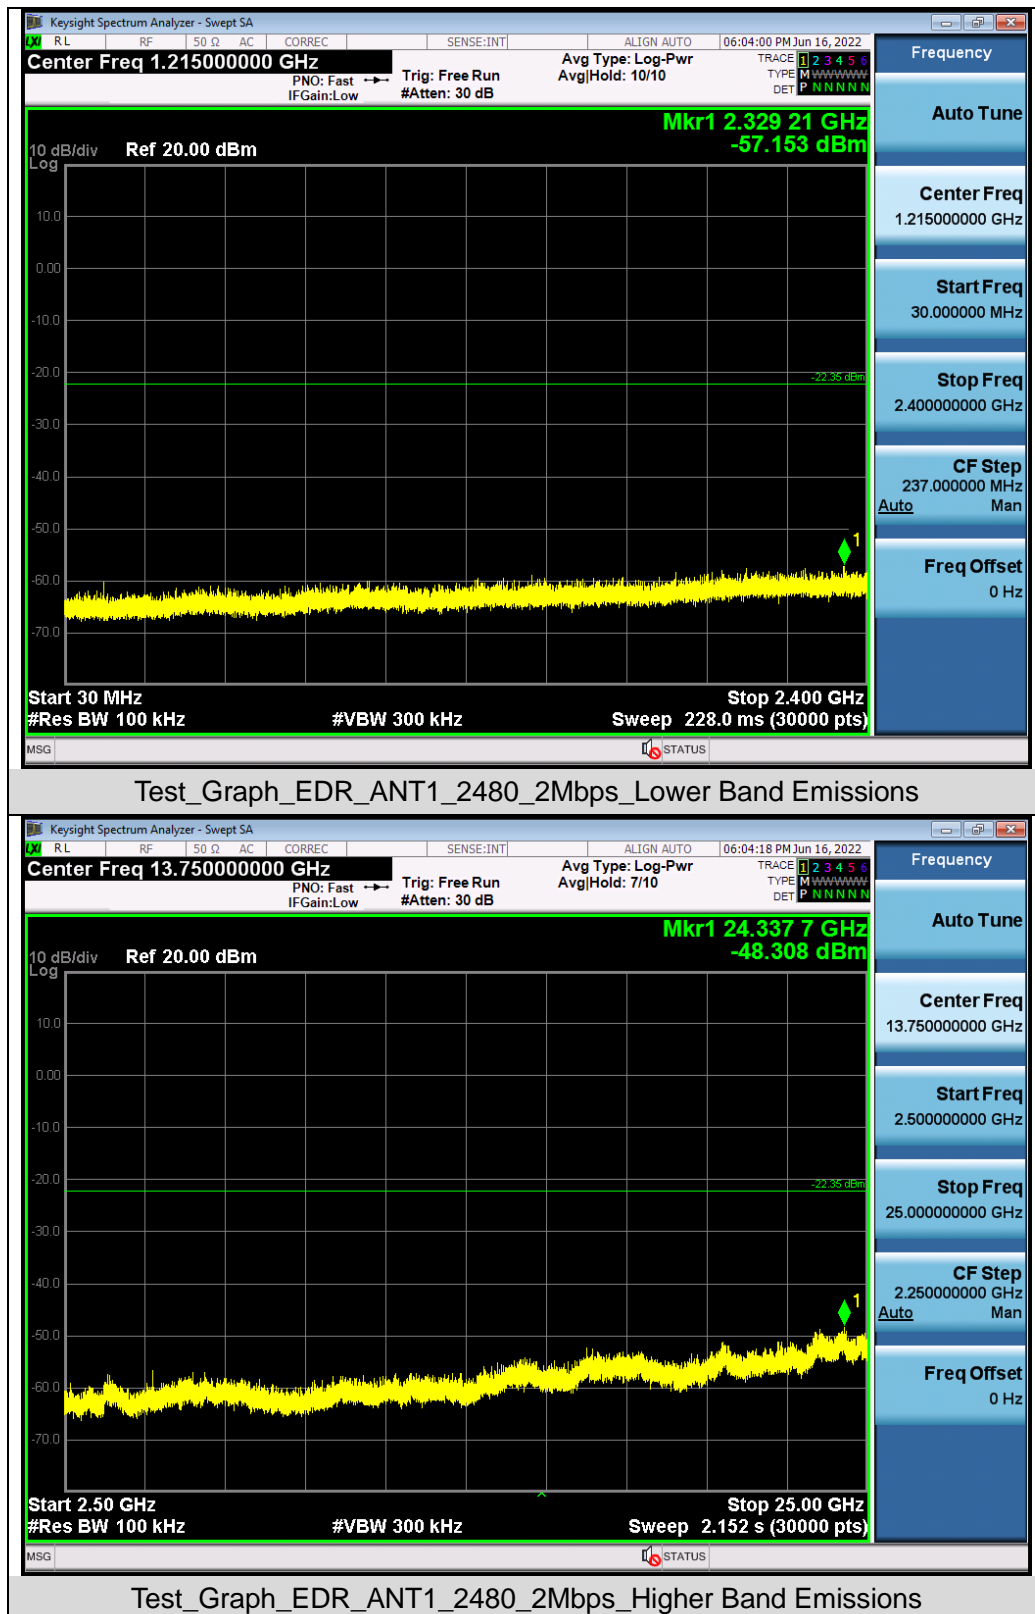 Keysight Spectrum Analyzer - Swept SA
LXI RL RF 50 Ω AC CORREC SENSE:INT ALIGN AUTO 06:04:00 PM Jun 16, 2022
Center Freq 1.215000000 GHz
PNO: Fast
IFGain:Low
Trig: Free Run
#Atten: 30 dB
Avg Type: Log-Pwr
Avg|Hold: 10/10
TRACE 1 2 3 4 5 6
TYPE M WWWWW
DET P N N N N N
Mkr1 2.329 21 GHz
-57.153 dBm
10 dB/div Ref 20.00 dBm
Log
10.0
0.00
-10.0
-20.0
-22.35 dBm
-30.0
-40.0
-50.0
1
-60.0
-70.0
Start 30 MHz Stop 2.400 GHz
#Res BW 100 kHz #VBW 300 kHz Sweep 228.0 ms (30000 pts)
MSG STATUS
Frequency
Auto Tune
Center Freq
1.215000000 GHz
Start Freq
30.000000 MHz
Stop Freq
2.400000000 GHz
CF Step
237.000000 MHz
Auto Man
Freq Offset
0 Hz
Test_Graph_EDR_ANT1_2480_2Mbps_Lower Band Emissions
Keysight Spectrum Analyzer - Swept SA
LXI RL RF 50 Ω AC CORREC SENSE:INT ALIGN AUTO 06:04:18 PM Jun 16, 2022
Center Freq 13.750000000 GHz
PNO: Fast
IFGain:Low
Trig: Free Run
#Atten: 30 dB
Avg Type: Log-Pwr
Avg|Hold: 7/10
TRACE 1 2 3 4 5 6
TYPE M WWWWW
DET P N N N N N
Mkr1 24.337 7 GHz
-48.308 dBm
10 dB/div Ref 20.00 dBm
Log
10.0
0.00
-10.0
-20.0
-22.35 dBm
-30.0
-40.0
1
-50.0
-60.0
-70.0
Start 2.50 GHz Stop 25.00 GHz
#Res BW 100 kHz #VBW 300 kHz Sweep 2.152 s (30000 pts)
MSG STATUS
Frequency
Auto Tune
Center Freq
13.750000000 GHz
Start Freq
2.500000000 GHz
Stop Freq
25.000000000 GHz
CF Step
2.250000000 GHz
Auto Man
Freq Offset
0 Hz
Test_Graph_EDR_ANT1_2480_2Mbps_Higher Band Emissions